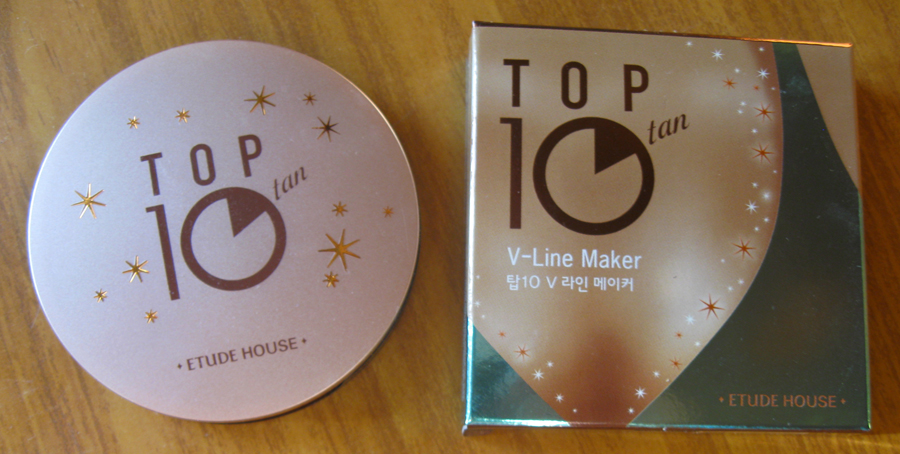 TOP
10 tan
ETUDE HOUSE
TOP
10 tan
V-Line Maker
탑10 V 라인 메이커
ETUDE HOUSE